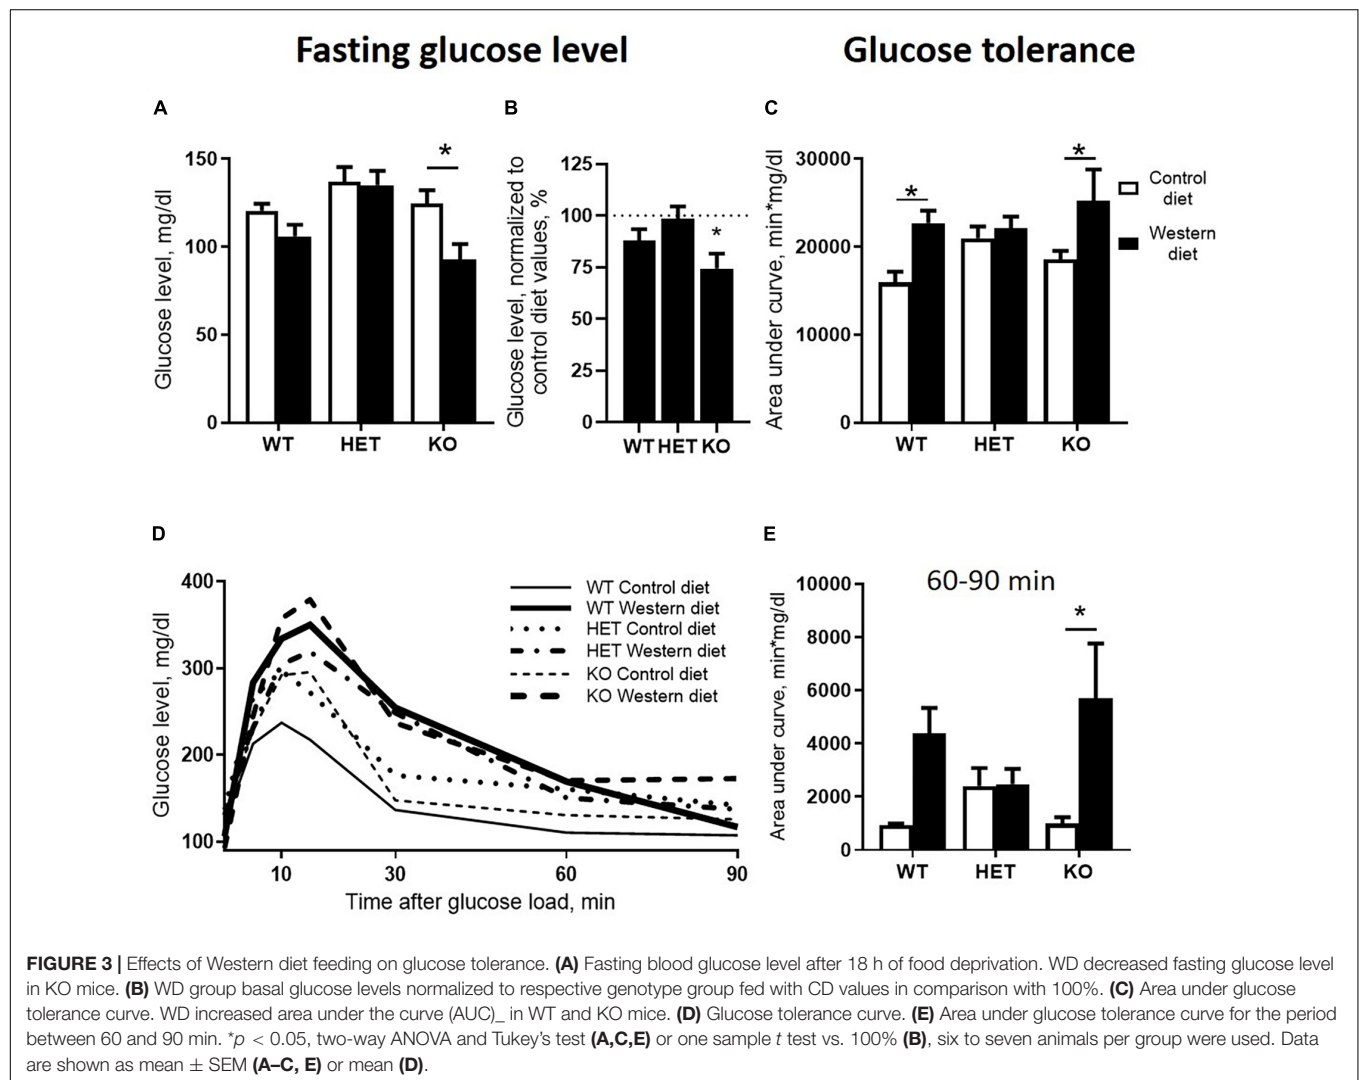 Fasting glucose level
Glucose tolerance
A
Glucose level, mg/dl
150
100
50
0
*
WT
HET
KO
B
Glucose level, normalized to
control diet values, %
125
100
75
50
25
0
*
WT
HET
KO
C
Area under curve, min*mg/dl
30000
20000
10000
0
*
*
WT
HET
KO
Control
diet
Western
diet
D
Glucose level, mg/dl
400
300
200
100
WT Control diet
WT Western diet
HET Control diet
HET Western diet
KO Control diet
KO Western diet
10
30
60
90
Time after glucose load, min
E
60-90 min
Area under curve, min*mg/dl
10000
8000
6000
4000
2000
0
*
WT
HET
KO
FIGURE 3 | Effects of Western diet feeding on glucose tolerance. (A) Fasting blood glucose level after 18 h of food deprivation. WD decreased fasting glucose level
in KO mice. (B) WD group basal glucose levels normalized to respective genotype group fed with CD values in comparison with 100%. (C) Area under glucose
tolerance curve. WD increased area under the curve (AUC)_ in WT and KO mice. (D) Glucose tolerance curve. (E) Area under glucose tolerance curve for the period
between 60 and 90 min. *p < 0.05, two-way ANOVA and Tukey's test (A,C,E) or one sample t test vs. 100% (B), six to seven animals per group were used. Data
are shown as mean ± SEM (A–C, E) or mean (D).